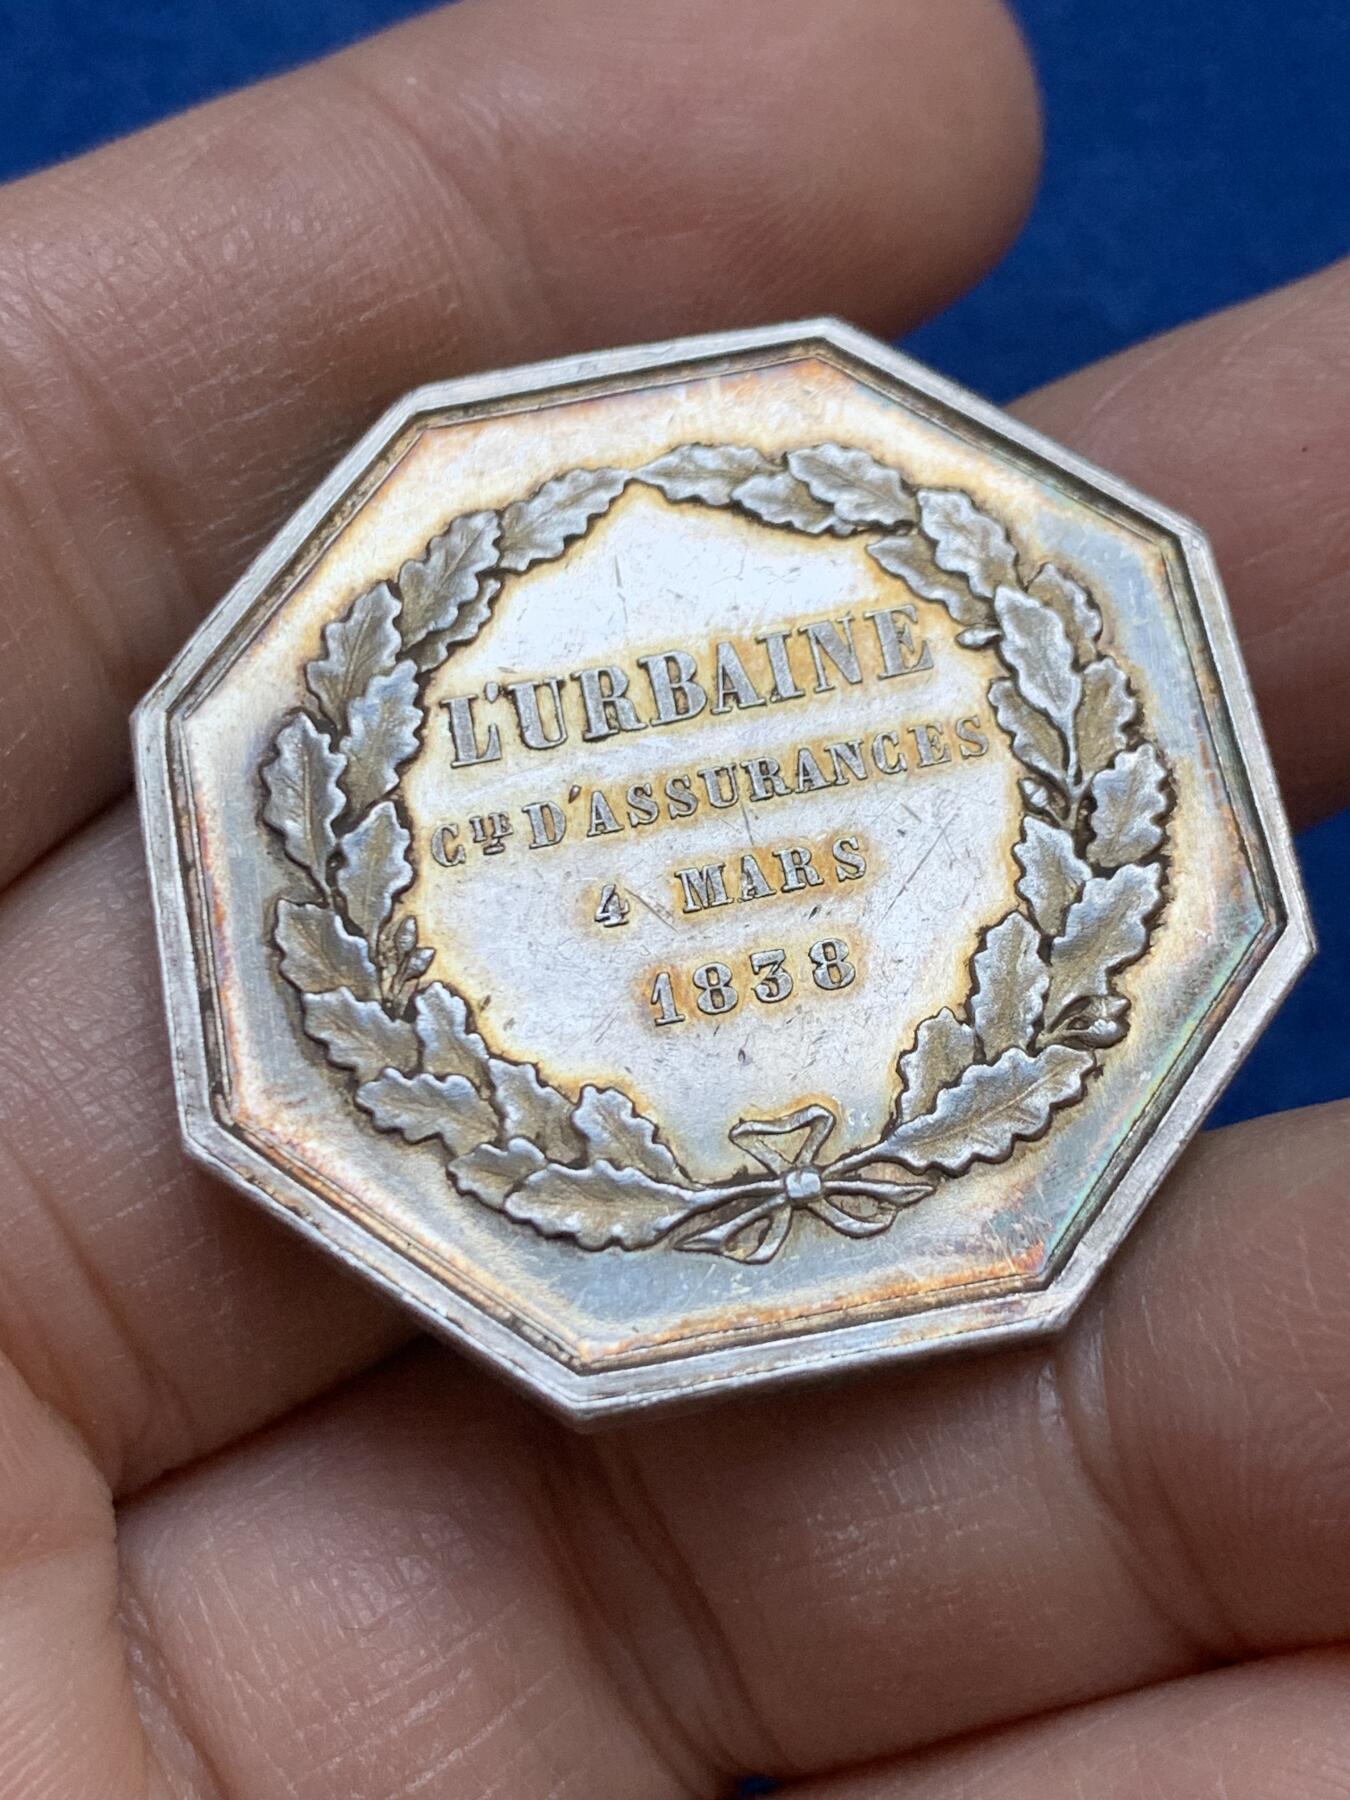 L'URBAINE
CIE D'ASSURANCES
4 MARS
1838